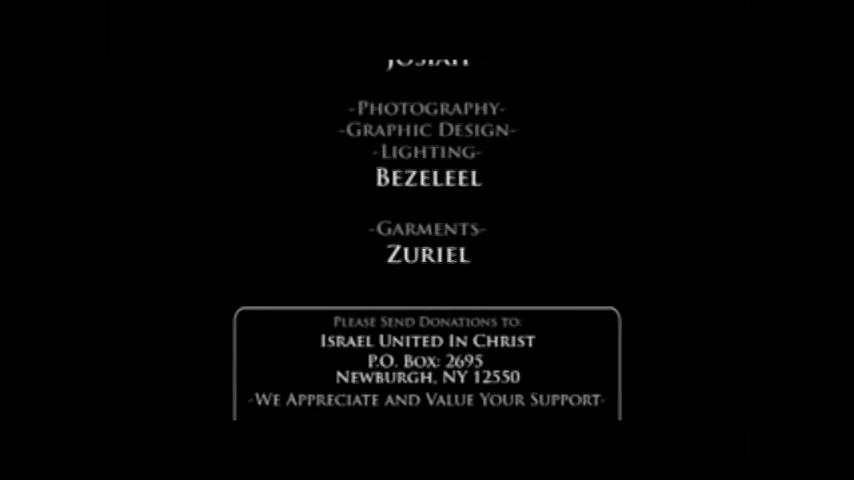 Josiah
-Photography-
-Graphic Design-
-Lighting-
Bezeleel
-Garments-
Zuriel
Please Send Donations to:
Israel United In Christ
P.O. Box: 2695
Newburgh, NY 12550
-We Appreciate and Value Your Support-